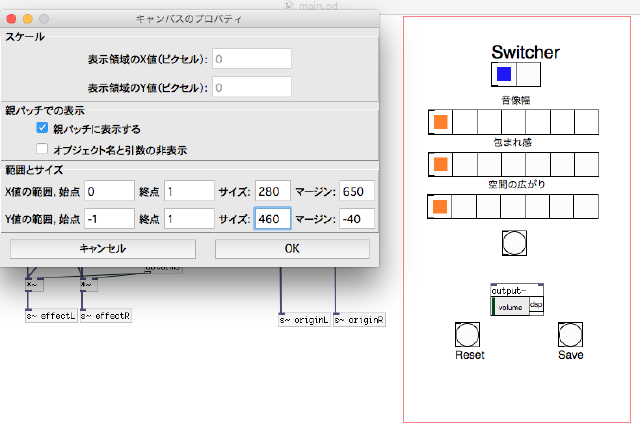 main.pd
キャンバスのプロパティ
スケール
表示領域のX値(ピクセル): 0
表示領域のY値(ピクセル): 0
親パッチでの表示
親パッチに表示する
オブジェクト名と引数の非表示
範囲とサイズ
X値の範囲, 始点 0 終点 1 サイズ: 280 マージン: 650
Y値の範囲, 始点 -1 終点 1 サイズ: 460 マージン: -40
キャンセル OK
*~ *~
s~ effectL s~ effectR
s~ originL s~ originR
Switcher
音像幅
包まれ感
空間の広がり
output~
volume dsp
Reset Save